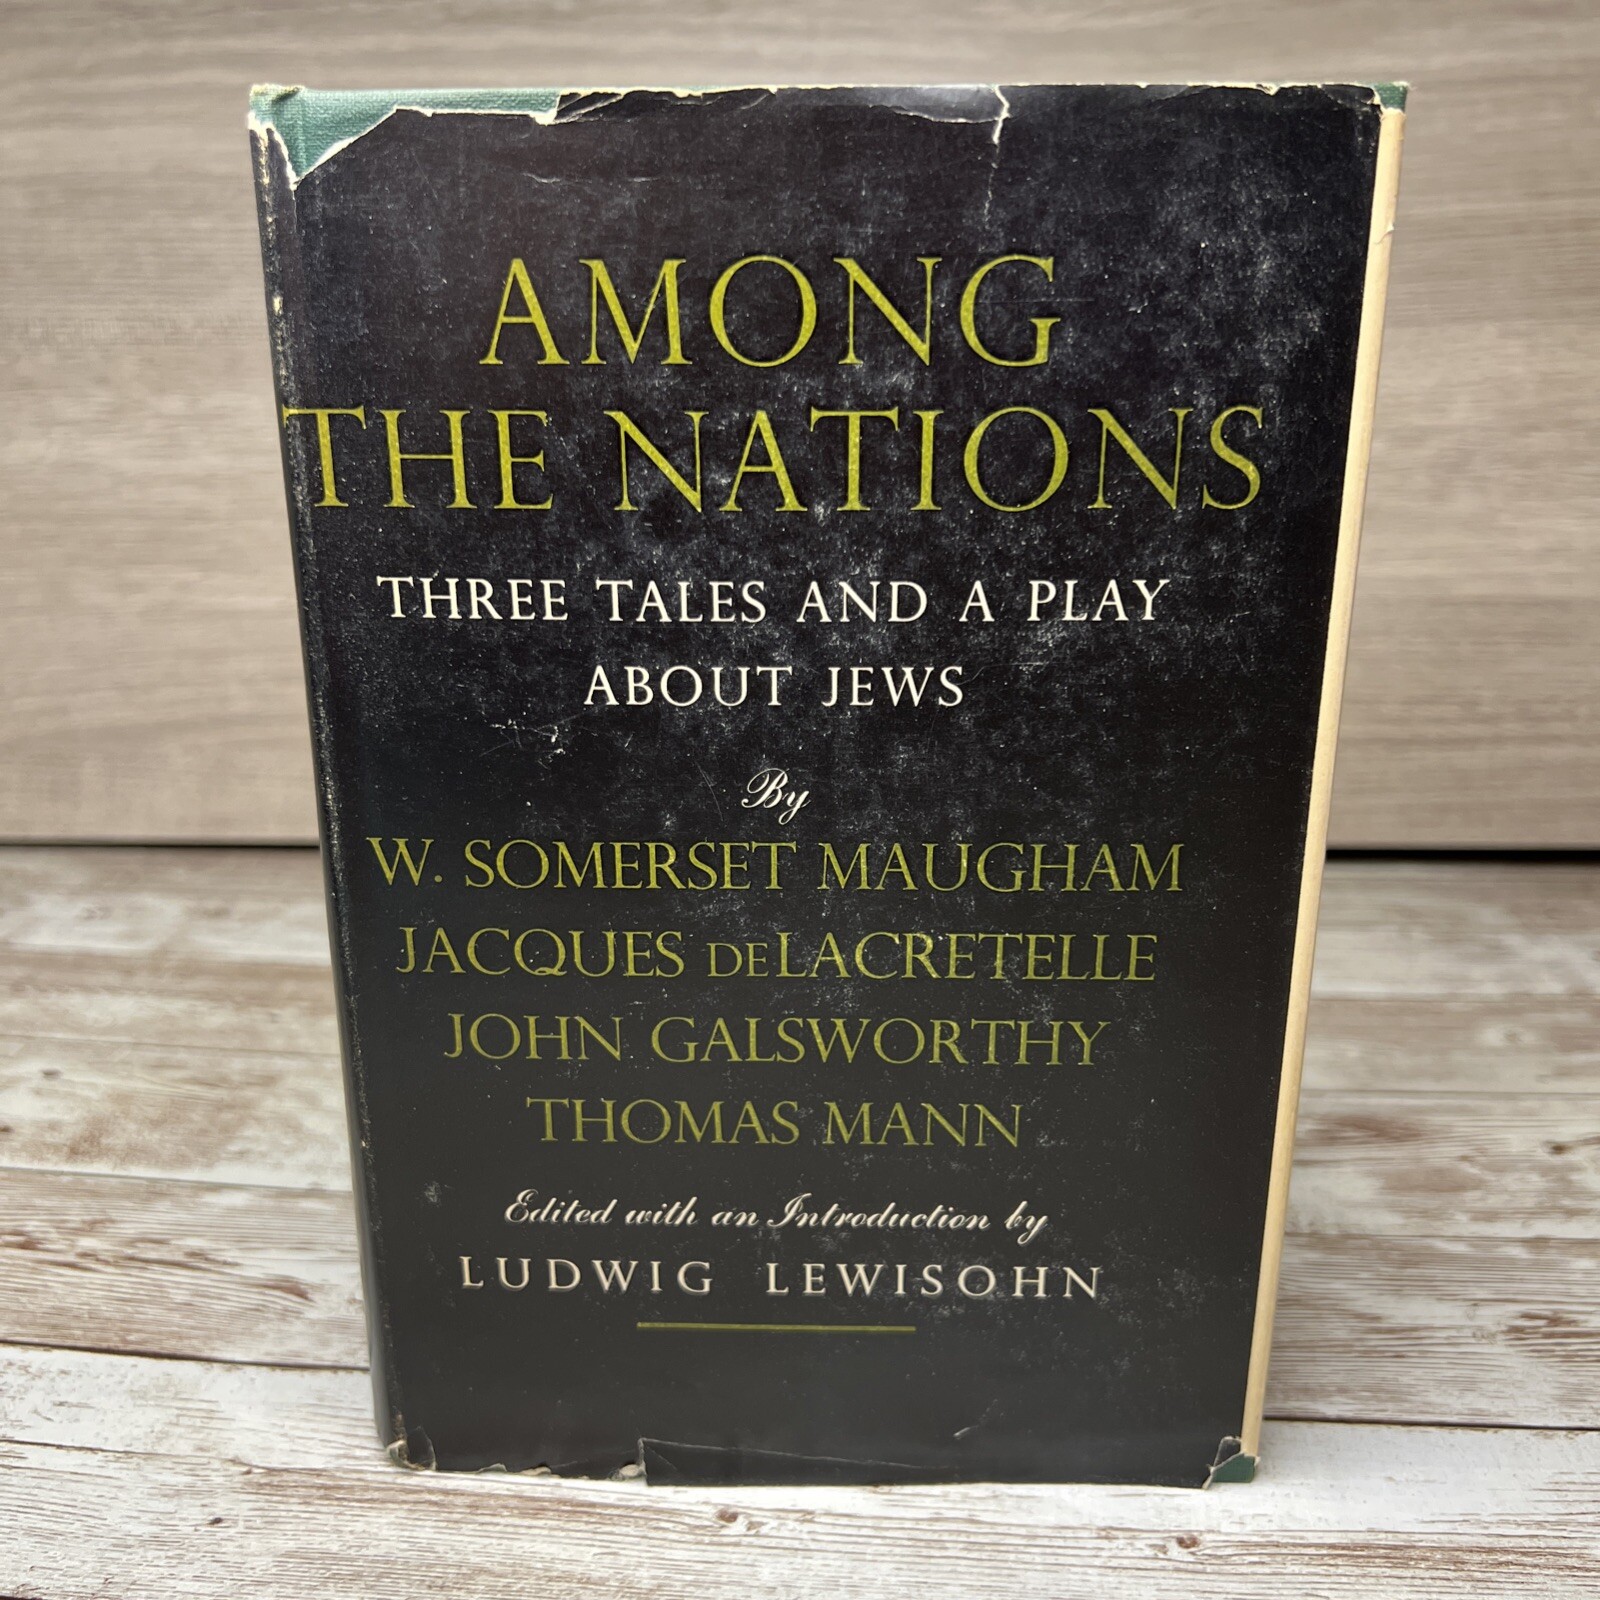 AMONG
THE NATIONS
THREE TALES AND A PLAY
ABOUT JEWS
By
W. SOMERSET MAUGHAM
JACQUES DELACRETELLE
JOHN GALSWORTHY
THOMAS MANN
Edited with an Introduction by
LUDWIG LEWISOHN